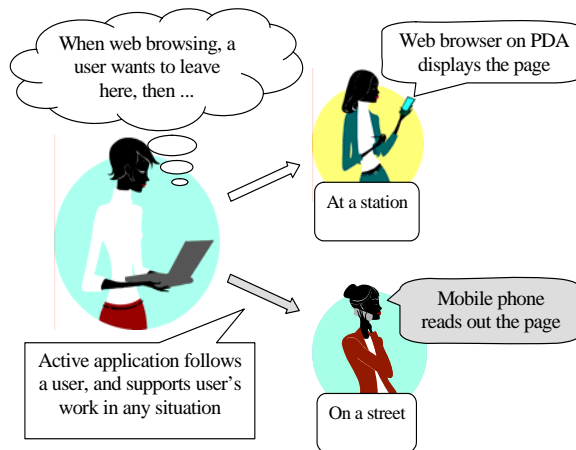 When web browsing, a
user wants to leave
here, then ...
Web browser on PDA
displays the page
At a station
Mobile phone
reads out the page
Active application follows
a user, and supports user's
work in any situation
On a street